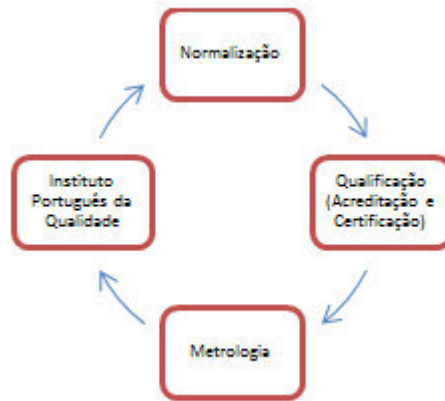 Normalização
Qualificação
(Acreditação e
Certificação)
Metrologia
Instituto
Português da
Qualidade